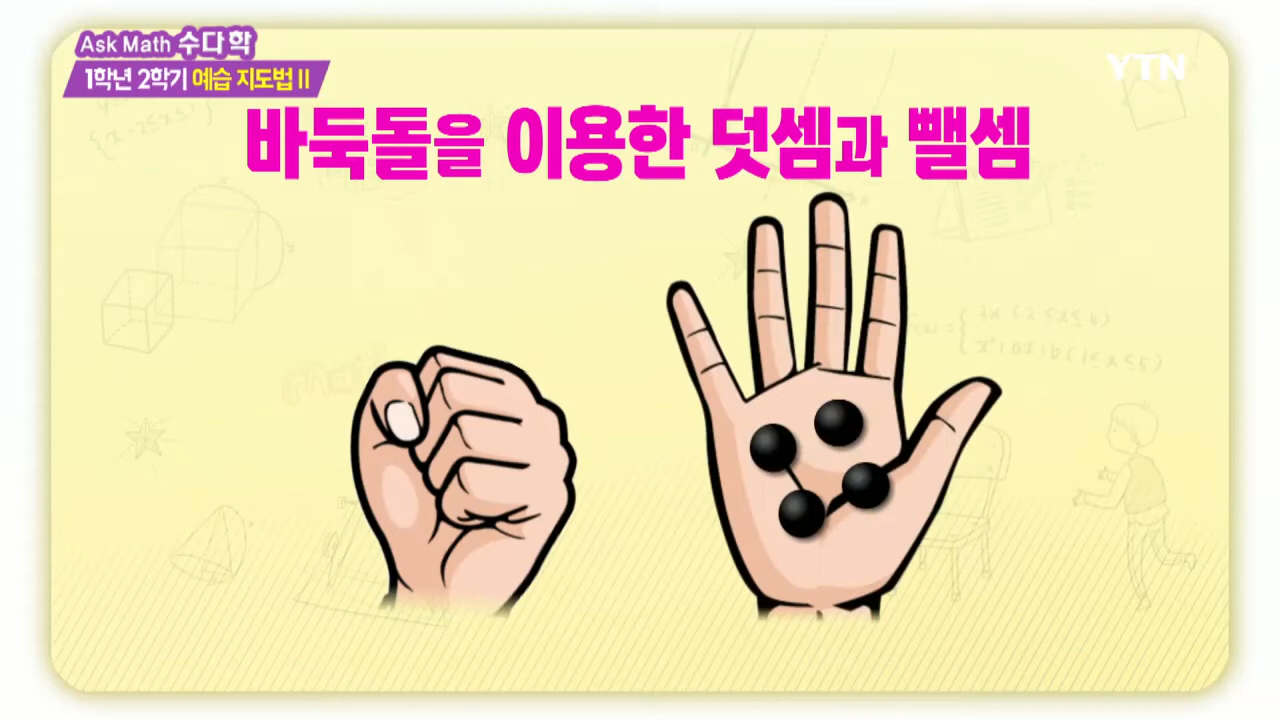 Ask Math 수다학
YTN
1학년 2학기 예습 지도법 II
바둑돌을 이용한 덧셈과 뺄셈